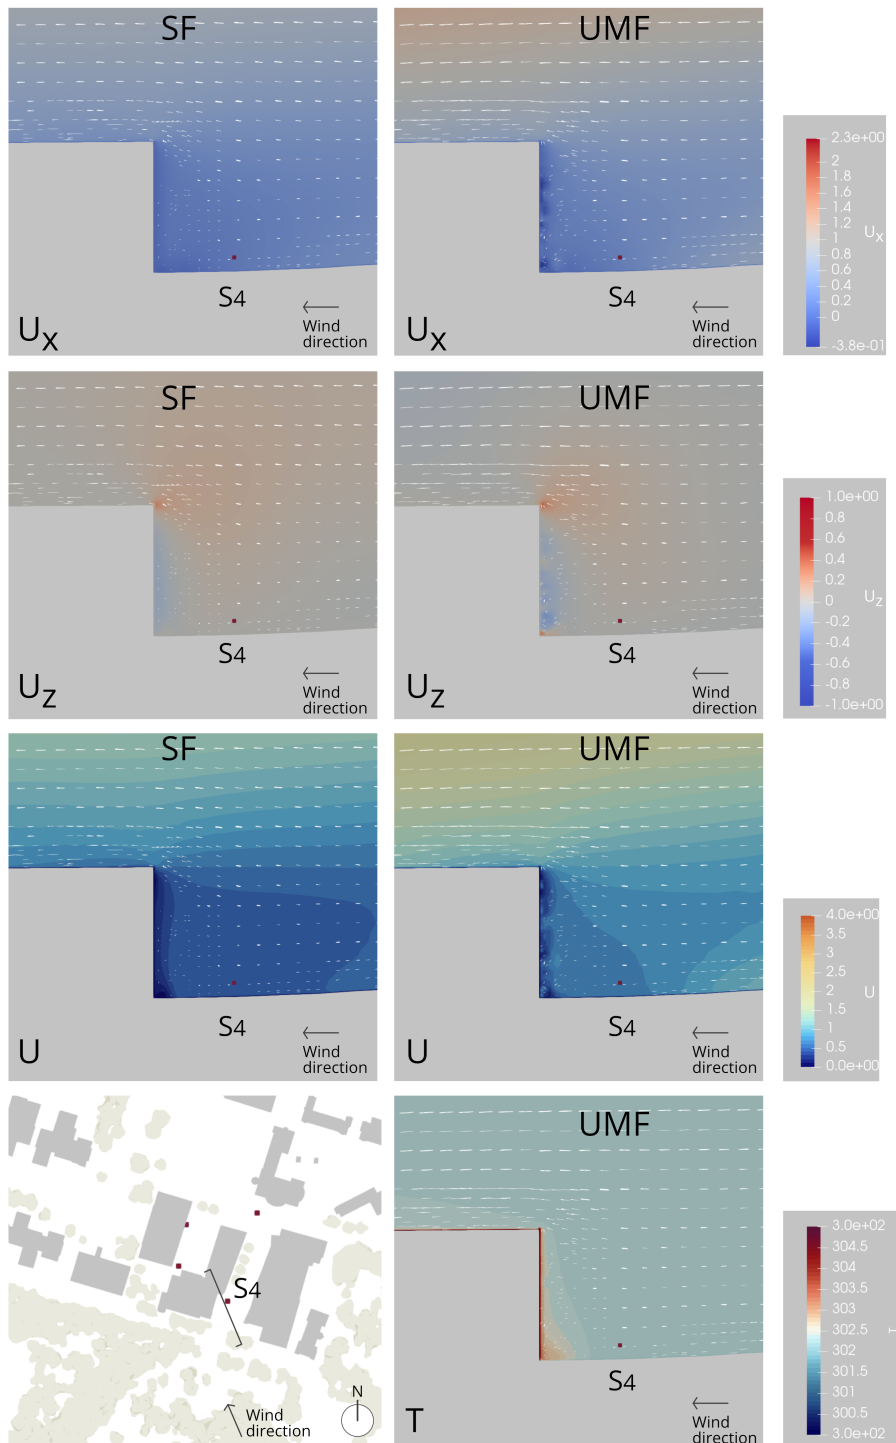 SF
UMF
S4
Wind
direction
Ux
S4
Wind
direction
Ux
2.3e+00
2
1.8
1.6
1.4
1.2
1
0.8
0.6
0.4
0.2
0
-3.8e-01
Ux
SF
UMF
S4
Wind
direction
Uz
S4
Wind
direction
Uz
1.0e+00
0.8
0.6
0.4
0.2
0
-0.2
-0.4
-0.6
-0.8
-1.0e+00
Uz
SF
UMF
S4
Wind
direction
U
S4
Wind
direction
U
4.0e+00
3.5
3
2.5
2
1.5
1
0.5
0.0e+00
U
S4
N
Wind
direction
UMF
S4
Wind
direction
T
3.0e+02
304.5
304
303.5
303
302.5
302
301.5
301
300.5
3.0e+02
T